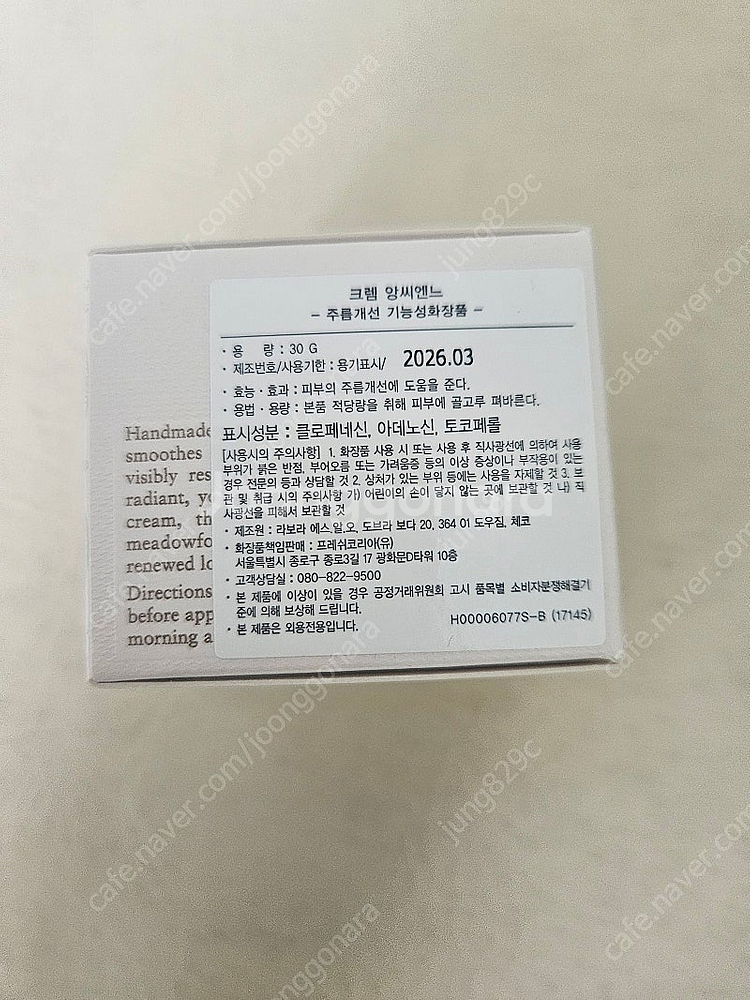 크렘 앙씨엔느
- 주름개선 기능성화장품 -
· 용 량 : 30 G
· 제조번호/사용기한 : 용기표시/ 2026.03
· 효능 · 효과 : 피부의 주름개선에 도움을 준다.
· 용법 · 용량 : 본품 적당량을 취해 피부에 골고루 펴바른다.
표시성분 : 클로페네신, 아데노신, 토코페롤
[사용시의 주의사항] 1. 화장품 사용 시 또는 사용 후 직사광선에 의하여 사용
부위가 붉은 반점, 부어오름 또는 가려움증 등의 이상 증상이나 부작용이 있는
경우 전문의 등과 상담할 것 2. 상처가 있는 부위 등에는 사용을 자제할 것 3. 보
관 및 취급 시의 주의사항 가) 어린이의 손이 닿지 않는 곳에 보관할 것 나) 직
사광선을 피해서 보관할 것
· 제조원 : 라보라 에스.알.오, 도브라 보다 20, 364 01 도우짐, 체코
· 화장품책임판매 : 프레쉬코리아(유)
서울특별시 종로구 종로3길 17 광화문D타워 10층
· 고객상담실 : 080-822-9500
· 본 제품에 이상이 있을 경우 공정거래위원회 고시 품목별 소비자분쟁해결기
준에 의해 보상해 드립니다.
· 본 제품은 외용전용입니다.
H00006077S-B (17145)
Handmade
smoothes
visibly res
radiant, yo
cream, th
meadowfo
renewed lo
Directions
before app
morning a
cafe.naver.com/joonggonara
jung829c
joonggonara